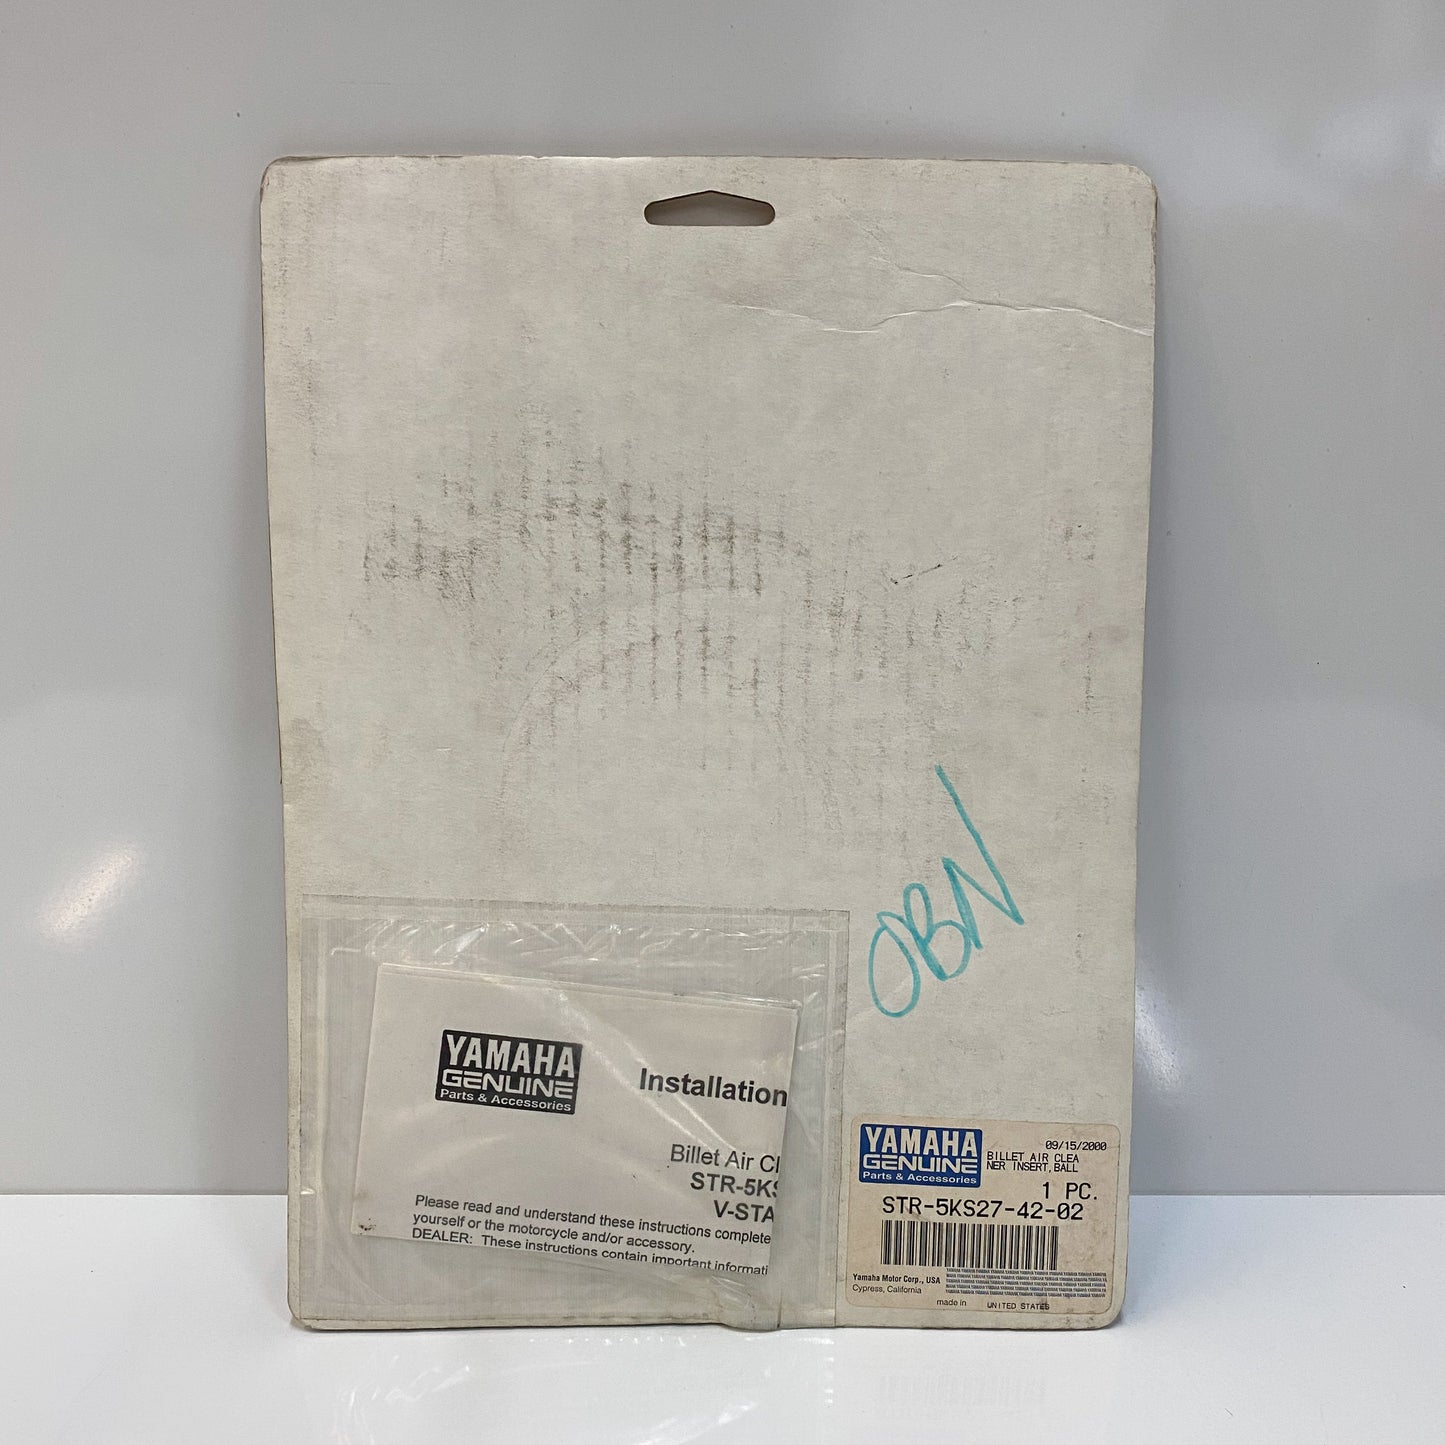 OBN
YAMAHA
GENUINE
Parts & Accessories
Installation
Billet Air Cl
STR-5KS
V-STA
Please read and understand these instructions complete
yourself or the motorcycle and/or accessory.
DEALER: These instructions contain important informati
YAMAHA
GENUINE
Parts & Accessories
09/15/2000
BILLET AIR CLEA
NER INSERT,BALL
1 PC.
STR-5KS27-42-02
Yamaha Motor Corp., USA
Cypress, California
made in UNITED STATES